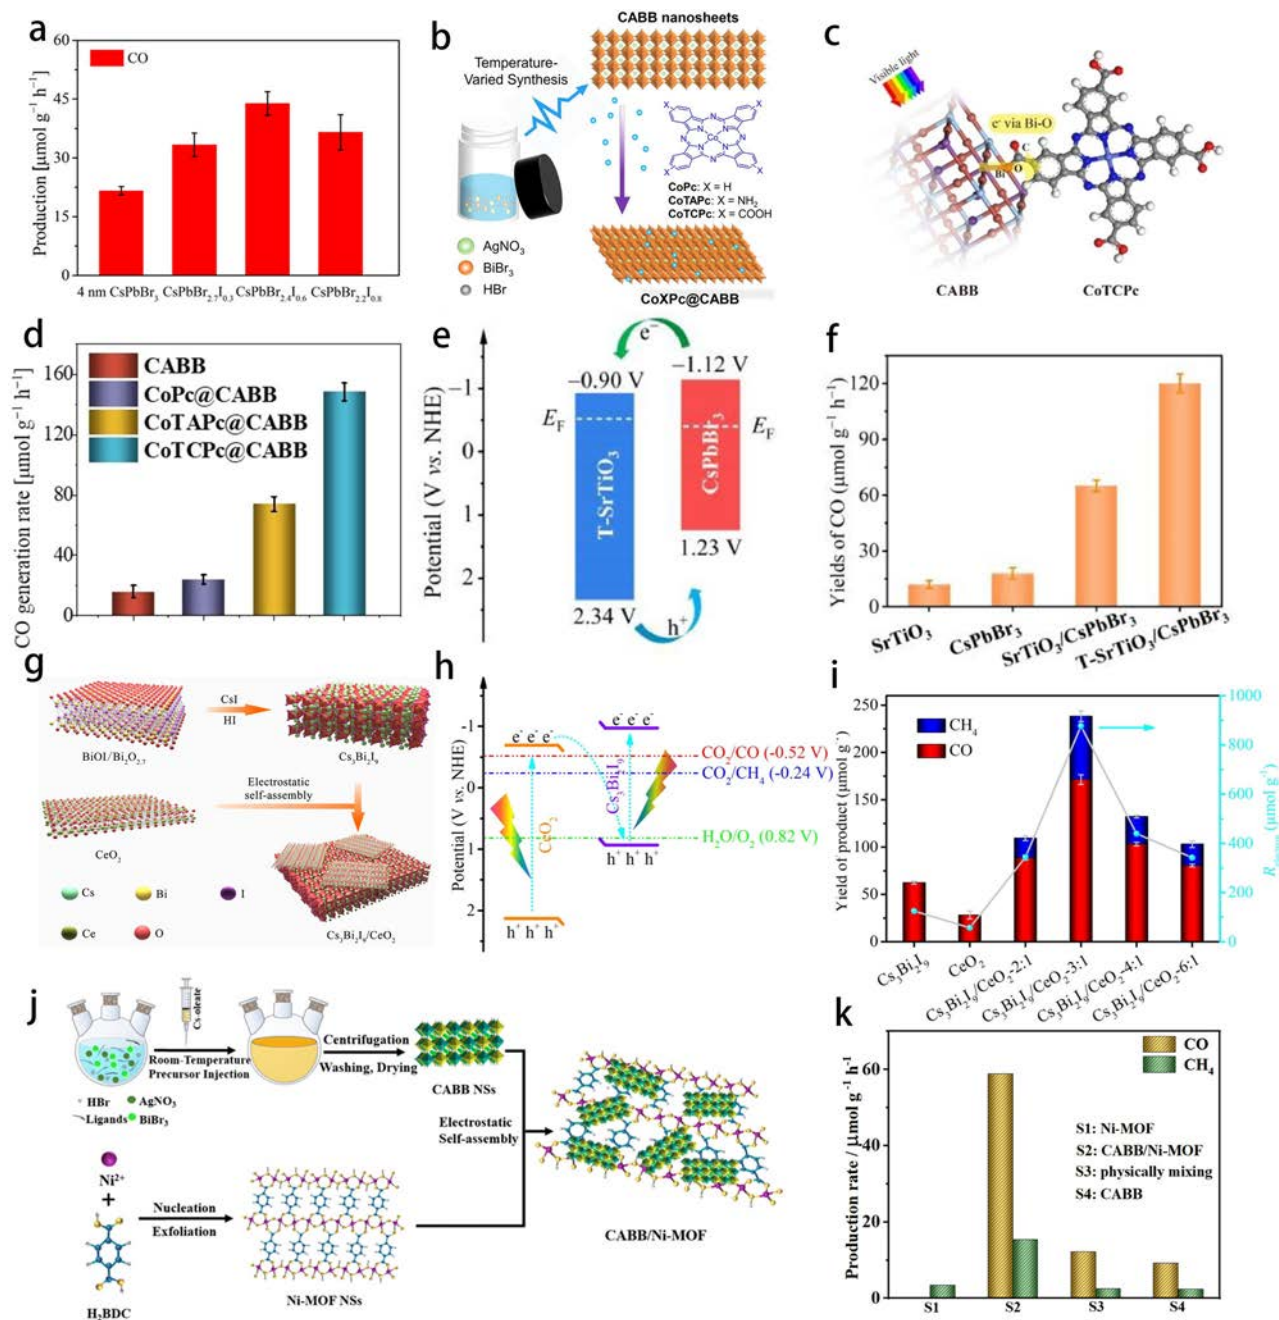 a
60
45
30
15
0
Production [μmol g⁻¹ h⁻¹]
CO
4 nm CsPbBr₃
CsPbBr₂.₇I₀.₃
CsPbBr₂.₄I₀.₆
CsPbBr₂.₂I₀.₈
b
CABB nanosheets
Temperature-
Varied Synthesis
X
X
X
X
N
Co
CoPc: X = H
CoTAPc: X = NH₂
CoTCPc: X = COOH
AgNO₃
BiBr₃
HBr
CoXPc@CABB
c
Visible light
e⁻ via Bi-O
C
Bi
O
CABB
CoTCPc
d
CO generation rate [μmol g⁻¹ h⁻¹]
160
120
80
40
0
CABB
CoPc@CABB
CoTAPc@CABB
CoTCPc@CABB
e
Potential (V vs. NHE)
-1
0
1
2
e⁻
−0.90 V
−1.12 V
E_F
E_F
T-SrTiO₃
CsPbBr₃
1.23 V
2.34 V
h⁺
f
Yields of CO (μmol g⁻¹ h⁻¹)
120
90
60
30
0
SrTiO₃
CsPbBr₃
SrTiO₃/CsPbBr₃
T-SrTiO₃/CsPbBr₃
g
CsI
HI
BiOI/Bi₂O₂.₇
Cs₃Bi₂I₉
Electrostatic
self-assembly
CeO₂
Cs
Bi
I
Ce
O
Cs₃Bi₂I₉/CeO₂
h
Potential (V vs. NHE)
-1
0
1
2
e⁻ e⁻ e⁻
e⁻ e⁻ e⁻
CO₂/CO (-0.52 V)
CO₂/CH₄ (-0.24 V)
Cs₃Bi₂I₉
CeO₂
H₂O/O₂ (0.82 V)
h⁺ h⁺ h⁺
h⁺ h⁺ h⁺
i
Yield of product (μmol g⁻¹)
250
200
150
100
50
0
CH₄
CO
1000
800
600
400
200
0
Cs₃Bi₂I₉
CeO₂
Cs₃Bi₂I₉/CeO₂-2:1
Cs₃Bi₂I₉/CeO₂-3:1
Cs₃Bi₂I₉/CeO₂-4:1
Cs₃Bi₂I₉/CeO₂-6:1
j
Cs-oleate
Room-Temperature
Precursor Injection
HBr
AgNO₃
Ligands
BiBr₃
Centrifugation
Washing, Drying
CABB NSs
Electrostatic
Self-assembly
Ni²⁺
+
Nucleation
Exfoliation
H₂BDC
Ni-MOF NSs
CABB/Ni-MOF
k
Production rate / μmol g⁻¹ h⁻¹
60
40
20
0
CO
CH₄
S1: Ni-MOF
S2: CABB/Ni-MOF
S3: physically mixing
S4: CABB
S1
S2
S3
S4